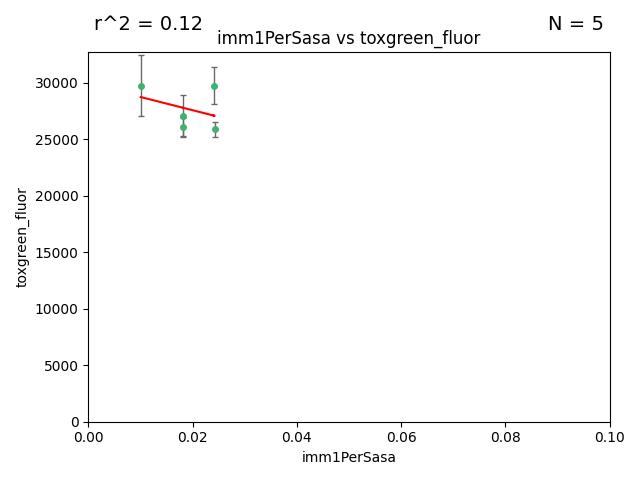 r^2 = 0.12
N = 5
imm1PerSasa vs toxgreen_fluor
30000
25000
20000
15000
10000
5000
0
toxgreen_fluor
0.00
0.02
0.04
0.06
0.08
0.10
imm1PerSasa